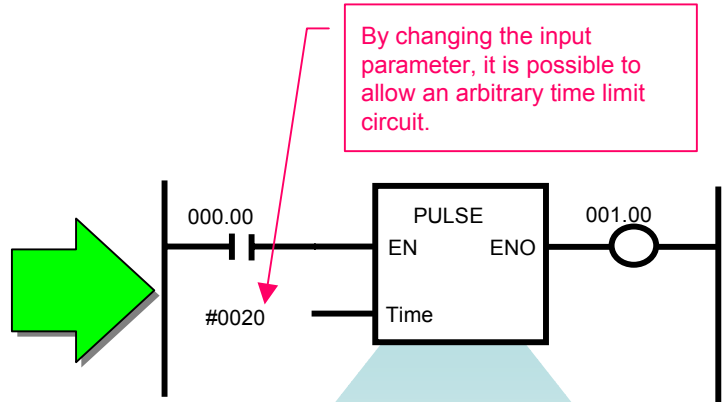 By changing the input
parameter, it is possible to
allow an arbitrary time limit
circuit.
000.00
PULSE
001.00
EN ENO
#0020
Time